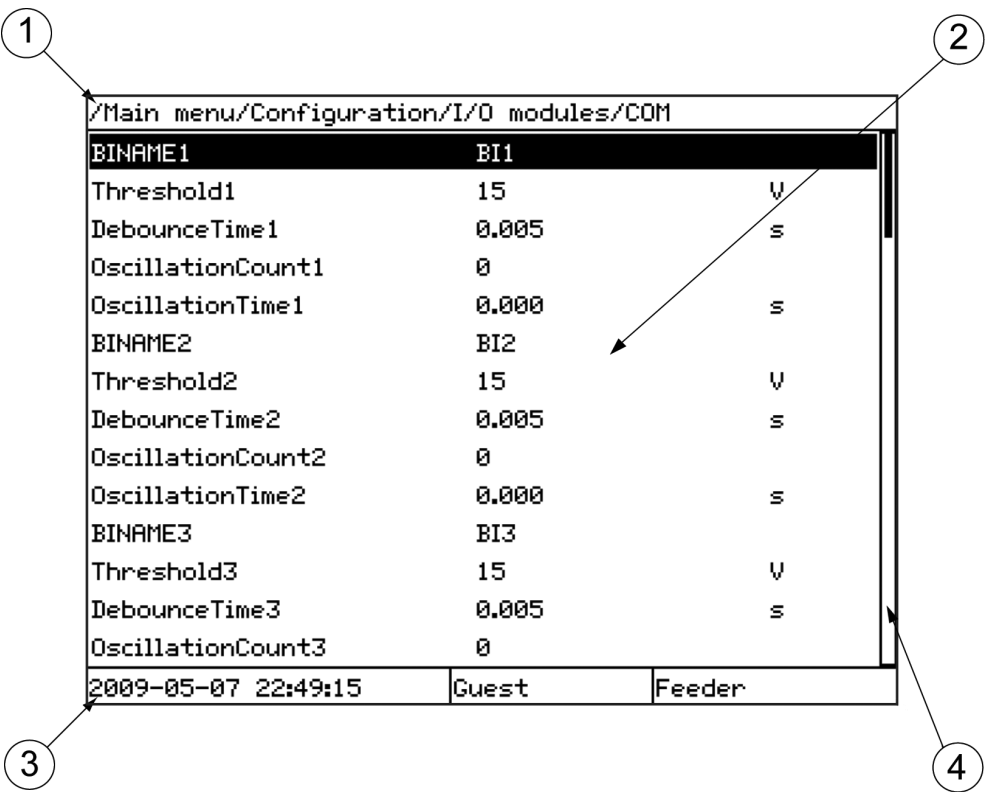 1 2
/Main menu/Configuration/I/O modules/COM
BINAME1 BI1
Threshold1 15 V
DebounceTime1 0.005 s
OscillationCount1 0
OscillationTime1 0.000 s
BINAME2 BI2
Threshold2 15 V
DebounceTime2 0.005 s
OscillationCount2 0
OscillationTime2 0.000 s
BINAME3 BI3
Threshold3 15 V
DebounceTime3 0.005 s
OscillationCount3 0
2009-05-07 22:49:15 Guest Feeder
3 4